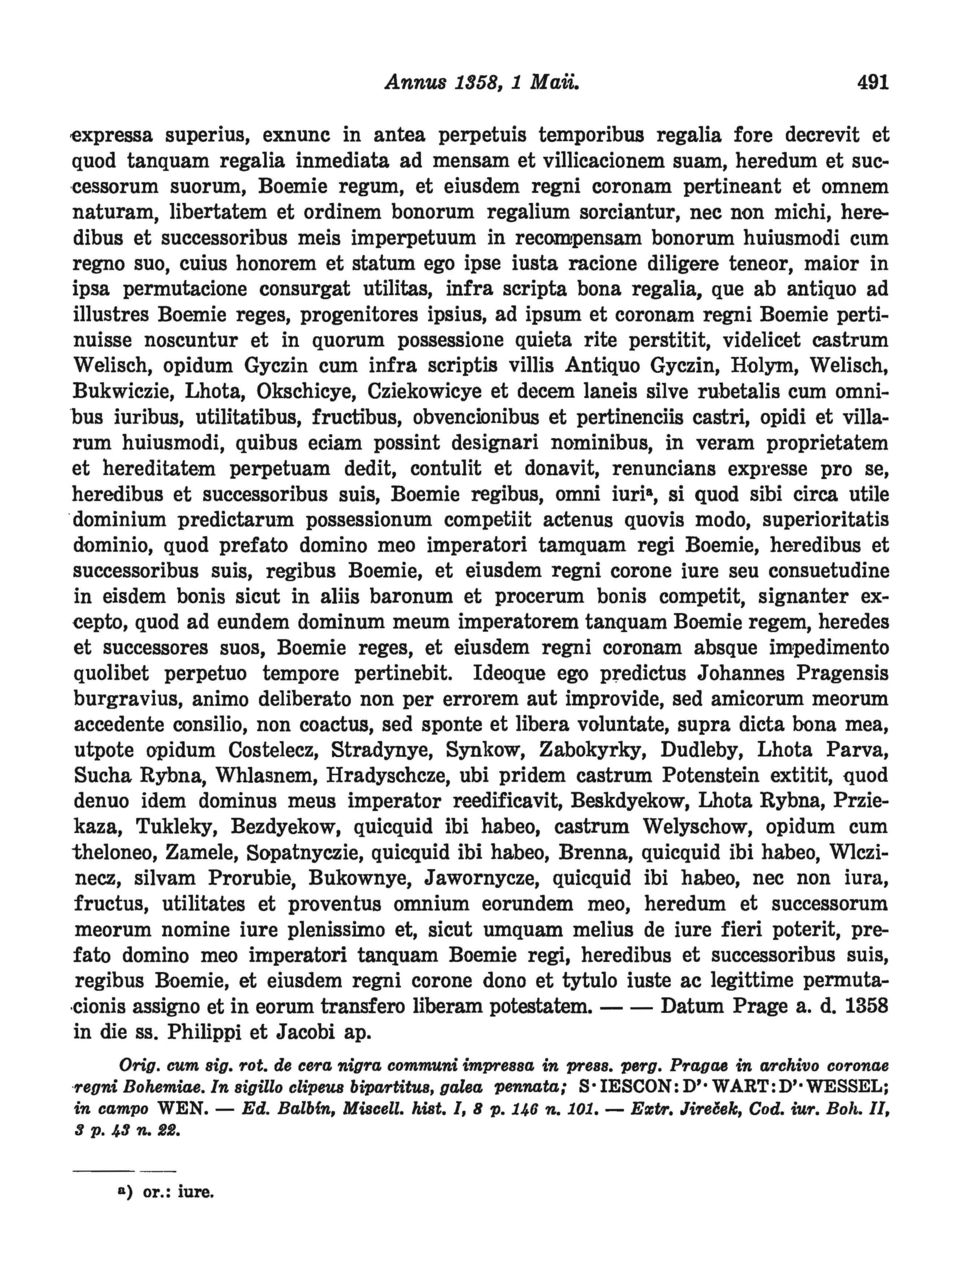 Annus 1358, 1 Maii. 491
expressa superius, exnunc in antea perpetuis temporibus regalia fore decrevit et
quod tanquam regalia inmediata ad mensam et villicacionem suam, heredum et suc-
cessorum suorum, Boemie regum, et eiusdem regni coronam pertineant et omnem
naturam, libertatem et ordinem bonorum regalium sorciantur, nec non michi, here-
dibus et successoribus meis imperpetuum in recompensam bonorum huiusmodi cum
regno suo, cuius honorem et statum ego ipse iusta racione diligere teneor, maior in
ipsa permutacione consurgat utilitas, infra scripta bona regalia, que ab antiquo ad
illustres Boemie reges, progenitores ipsius, ad ipsum et coronam regni Boemie perti-
nuisse noscuntur et in quorum possessione quieta rite perstitit, videlicet castrum
Welisch, opidum Gyczin cum infra scriptis villis Antiquo Gyczin, Holym, Welisch,
Bukwiczie, Lhota, Okschicye, Cziekowicye et decem laneis silve rubetalis cum omni-
bus iuribus, utilitatibus, fructibus, obvencionibus et pertinenciis castri, opidi et villa-
rum huiusmodi, quibus eciam possint designari nominibus, in veram proprietatem
et hereditatem perpetuam dedit, contulit et donavit, renuncians expresse pro se,
heredibus et successoribus suis, Boemie regibus, omni iuriª, si quod sibi circa utile
dominium predictarum possessionum competiit actenus quovis modo, superioritatis
dominio, quod prefato domino meo imperatori tamquam regi Boemie, heredibus et
successoribus suis, regibus Boemie, et eiusdem regni corone iure seu consuetudine
in eisdem bonis sicut in aliis baronum et procerum bonis competit, signanter ex-
cepto, quod ad eundem dominum meum imperatorem tanquam Boemie regem, heredes
et successores suos, Boemie reges, et eiusdem regni coronam absque impedimento
quolibet perpetuo tempore pertinebit. Ideoque ego predictus Johannes Pragensis
burgravius, animo deliberato non per errorem aut improvide, sed amicorum meorum
accedente consilio, non coactus, sed sponte et libera voluntate, supra dicta bona mea,
utpote opidum Costelecz, Stradynye, Synkow, Zabokyrky, Dudleby, Lhota Parva,
Sucha Rybna, Whlasnem, Hradyschcze, ubi pridem castrum Potenstein extitit, quod
denuo idem dominus meus imperator reedificavit, Beskdyekow, Lhota Rybna, Przie-
kaza, Tukleky, Bezdyekow, quicquid ibi habeo, castrum Welyschow, opidum cum
theloneo, Zamele, Sopatnyczie, quicquid ibi habeo, Brenna, quicquid ibi habeo, Wlczi-
necz, silvam Prorubie, Bukownye, Jawornycze, quicquid ibi habeo, nec non iura,
fructus, utilitates et proventus omnium eorundem meo, heredum et successorum
meorum nomine iure plenissimo et, sicut umquam melius de iure fieri poterit, pre-
fato domino meo imperatori tanquam Boemie regi, heredibus et successoribus suis,
regibus Boemie, et eiusdem regni corone dono et tytulo iuste ac legittime permuta-
cionis assigno et in eorum transfero liberam potestatem. — — Datum Prage a. d. 1358
in die ss. Philippi et Jacobi ap.
Orig. cum sig. rot. de cera nigra communi impressa in press. perg. Pragae in archivo coronae
regni Bohemiae. In sigillo clipeus bipartitus, galea pennata; S·IESCON:D'·WART:D'·WESSEL;
in campo WEN. — Ed. Balbín, Miscell. hist. I, 8 p. 146 n. 101. — Extr. Jireček, Cod. iur. Boh. II,
3 p. 43 n. 22.
ª) or.: iure.